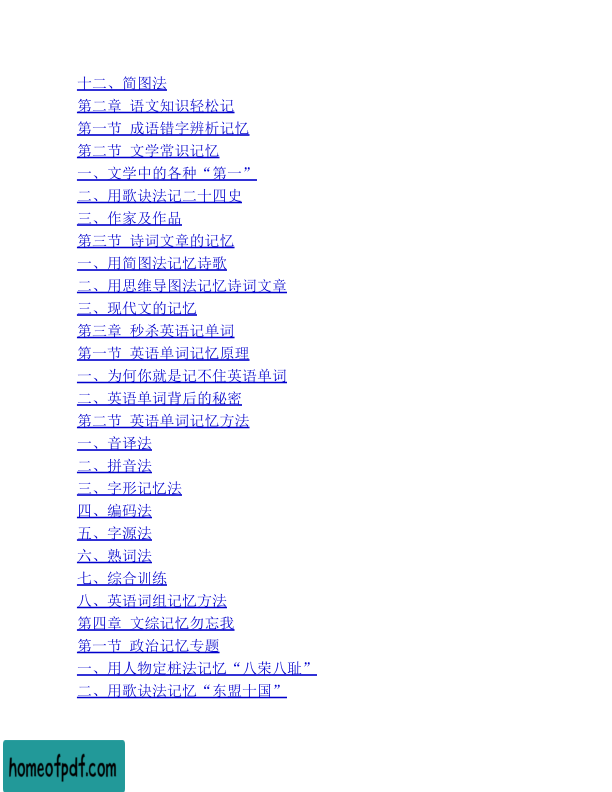 十二、简图法
第二章 语文知识轻松记
第一节 成语错字辨析记忆
第二节 文学常识记忆
一、文学中的各种“第一”
二、用歌诀法记二十四史
三、作家及作品
第三节 诗词文章的记忆
一、用简图法记忆诗歌
二、用思维导图法记忆诗词文章
三、现代文的记忆
第三章 秒杀英语记单词
第一节 英语单词记忆原理
一、为何你就是记不住英语单词
二、英语单词背后的秘密
第二节 英语单词记忆方法
一、音译法
二、拼音法
三、字形记忆法
四、编码法
五、字源法
六、熟词法
七、综合训练
八、英语词组记忆方法
第四章 文综记忆勿忘我
第一节 政治记忆专题
一、用人物定桩法记忆“八荣八耻”
二、用歌诀法记忆“东盟十国”
homeofpdf.com